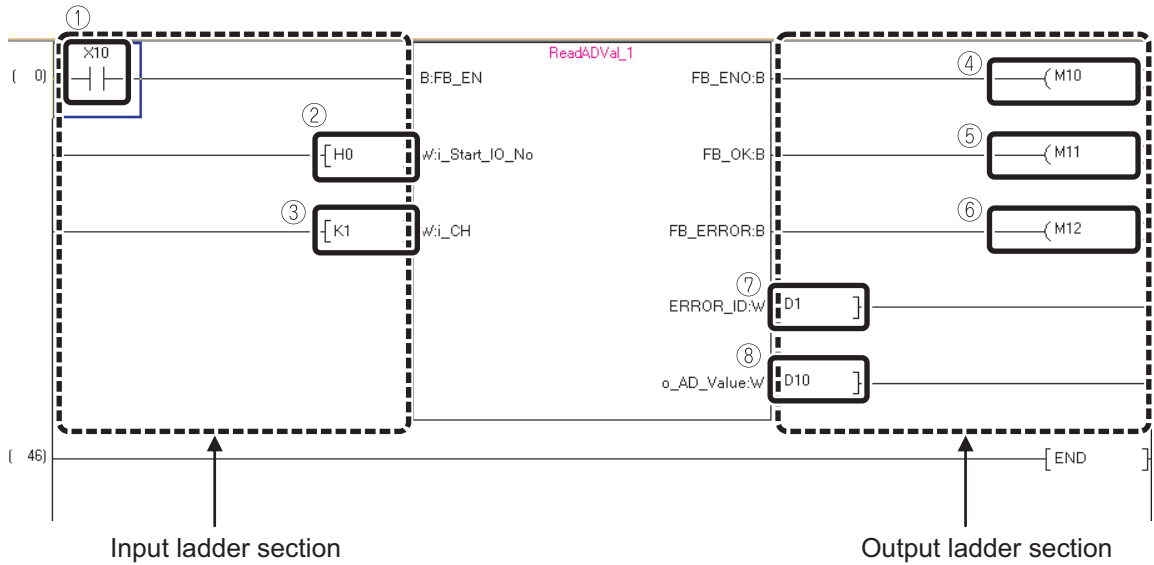 ①
X10
ReadADVal_1
( 0)
B:FB_EN
FB_ENO:B
④
M10
②
H0
W:i_Start_IO_No
FB_OK:B
⑤
M11
③
K1
W:i_CH
FB_ERROR:B
⑥
M12
⑦
ERROR_ID:W
D1
⑧
o_AD_Value:W
D10
( 46)
END
Input ladder section
Output ladder section